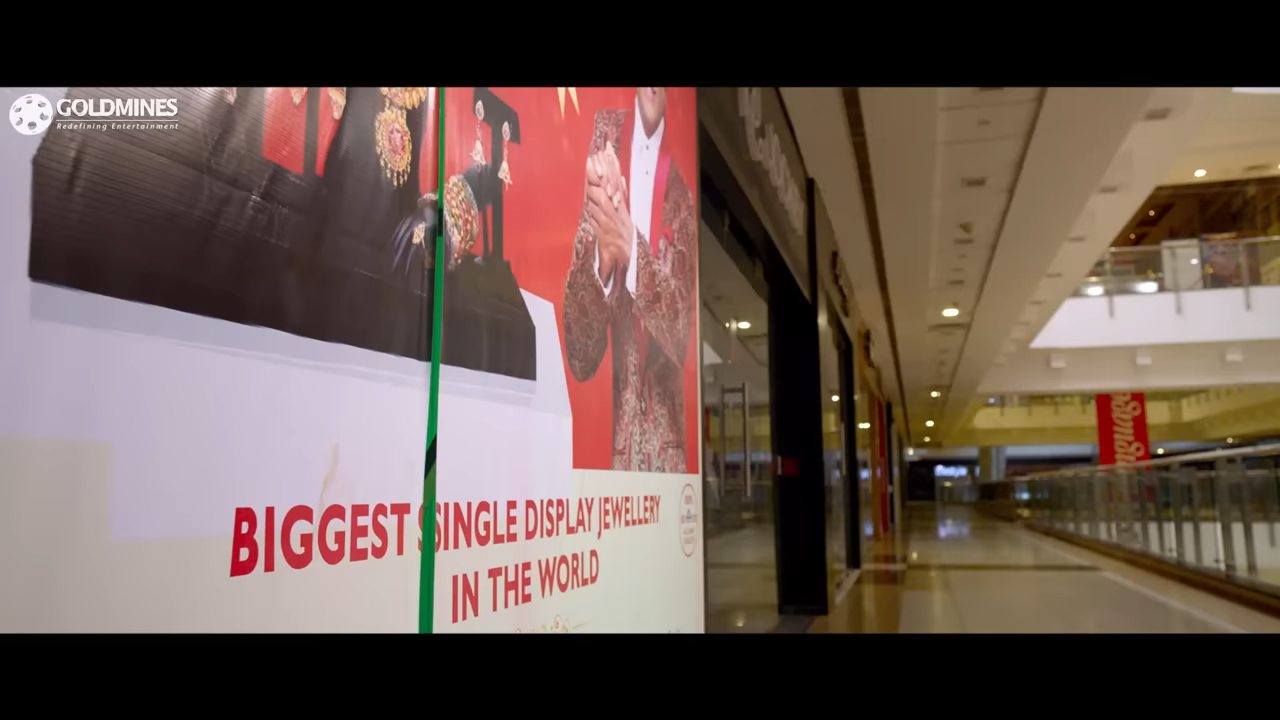 GOLDMINES
Redefining Entertainment
BIGGEST SINGLE DISPLAY JEWELLERY
IN THE WORLD